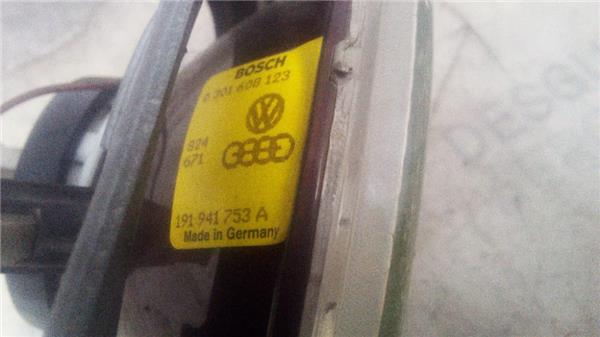 BOSCH
0 301 608 123
824
671
191 941 753 A
Made in Germany